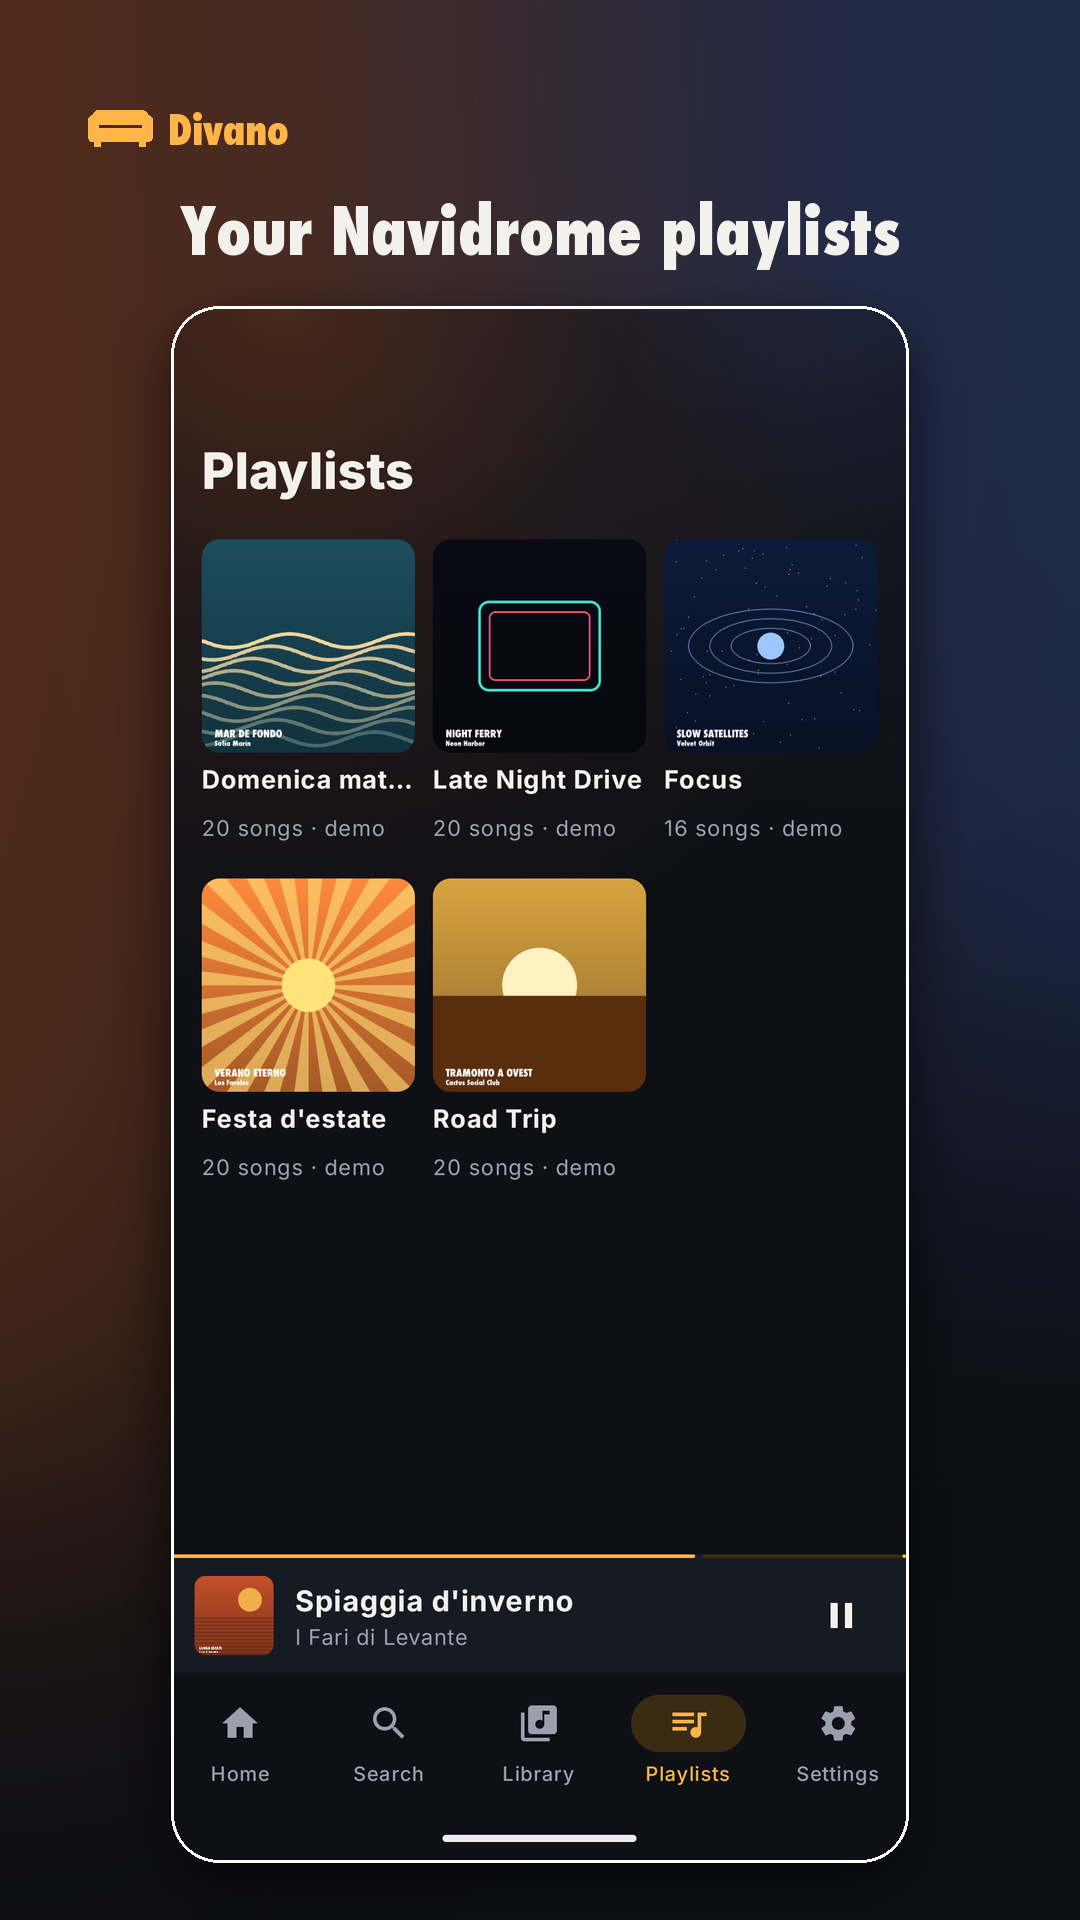 Divano
Your Navidrome playlists
Playlists
MAR DE FONDO
Sofia Marin
NIGHT FERRY
Neon Harbor
SLOW SATELLITES
Velvet Orbit
Domenica mat...
Late Night Drive
Focus
20 songs · demo
20 songs · demo
16 songs · demo
VERANO ETERNO
Los Faroles
TRAMONTO A OVEST
Cactus Social Club
Festa d'estate
Road Trip
20 songs · demo
20 songs · demo
Spiaggia d'inverno
I Fari di Levante
Home
Search
Library
Playlists
Settings